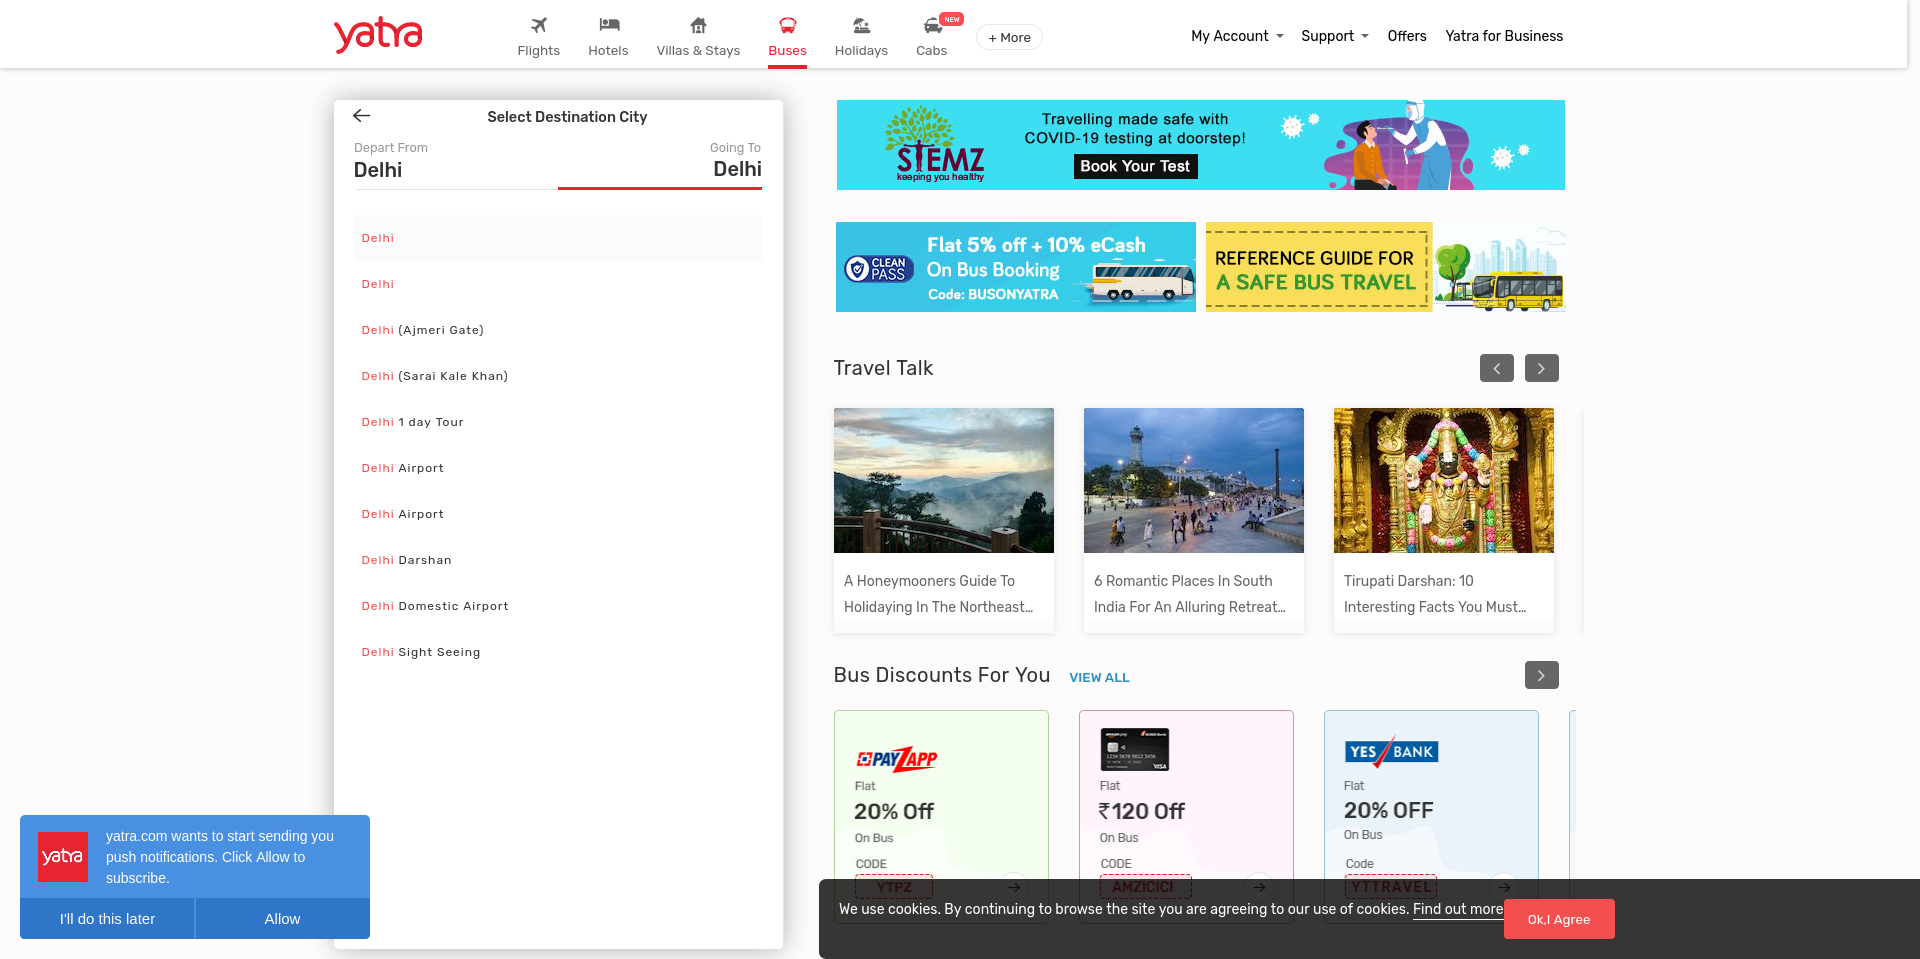 yatra
Flights
Hotels
Villas & Stays
Buses
Holidays
Cabs
NEW
+ More
My Account
Support
Offers
Yatra for Business
Select Destination City
Depart From
Going To
Delhi
Delhi
Delhi
Delhi
Delhi (Ajmeri Gate)
Delhi (Sarai Kale Khan)
Delhi 1 day Tour
Delhi Airport
Delhi Airport
Delhi Darshan
Delhi Domestic Airport
Delhi Sight Seeing
STEMZ
keeping you healthy
Travelling made safe with
COVID-19 testing at doorstep!
Book Your Test
CLEAN
PASS
Flat 5% off + 10% eCash
On Bus Booking
Code: BUSONYATRA
REFERENCE GUIDE FOR
A SAFE BUS TRAVEL
Travel Talk
A Honeymooners Guide To
Holidaying In The Northeast...
6 Romantic Places In South
India For An Alluring Retreat...
Tirupati Darshan: 10
Interesting Facts You Must...
Bus Discounts For You
VIEW ALL
PAYZAPP
Flat
20% Off
On Bus
CODE
YTPZ
VISA
Flat
₹120 Off
On Bus
CODE
AMZICICI
YES BANK
Flat
20% OFF
On Bus
Code
YTTRAVEL
yatra
yatra.com wants to start sending you
push notifications. Click Allow to
subscribe.
I'll do this later
Allow
We use cookies. By continuing to browse the site you are agreeing to our use of cookies. Find out more
Ok,I Agree